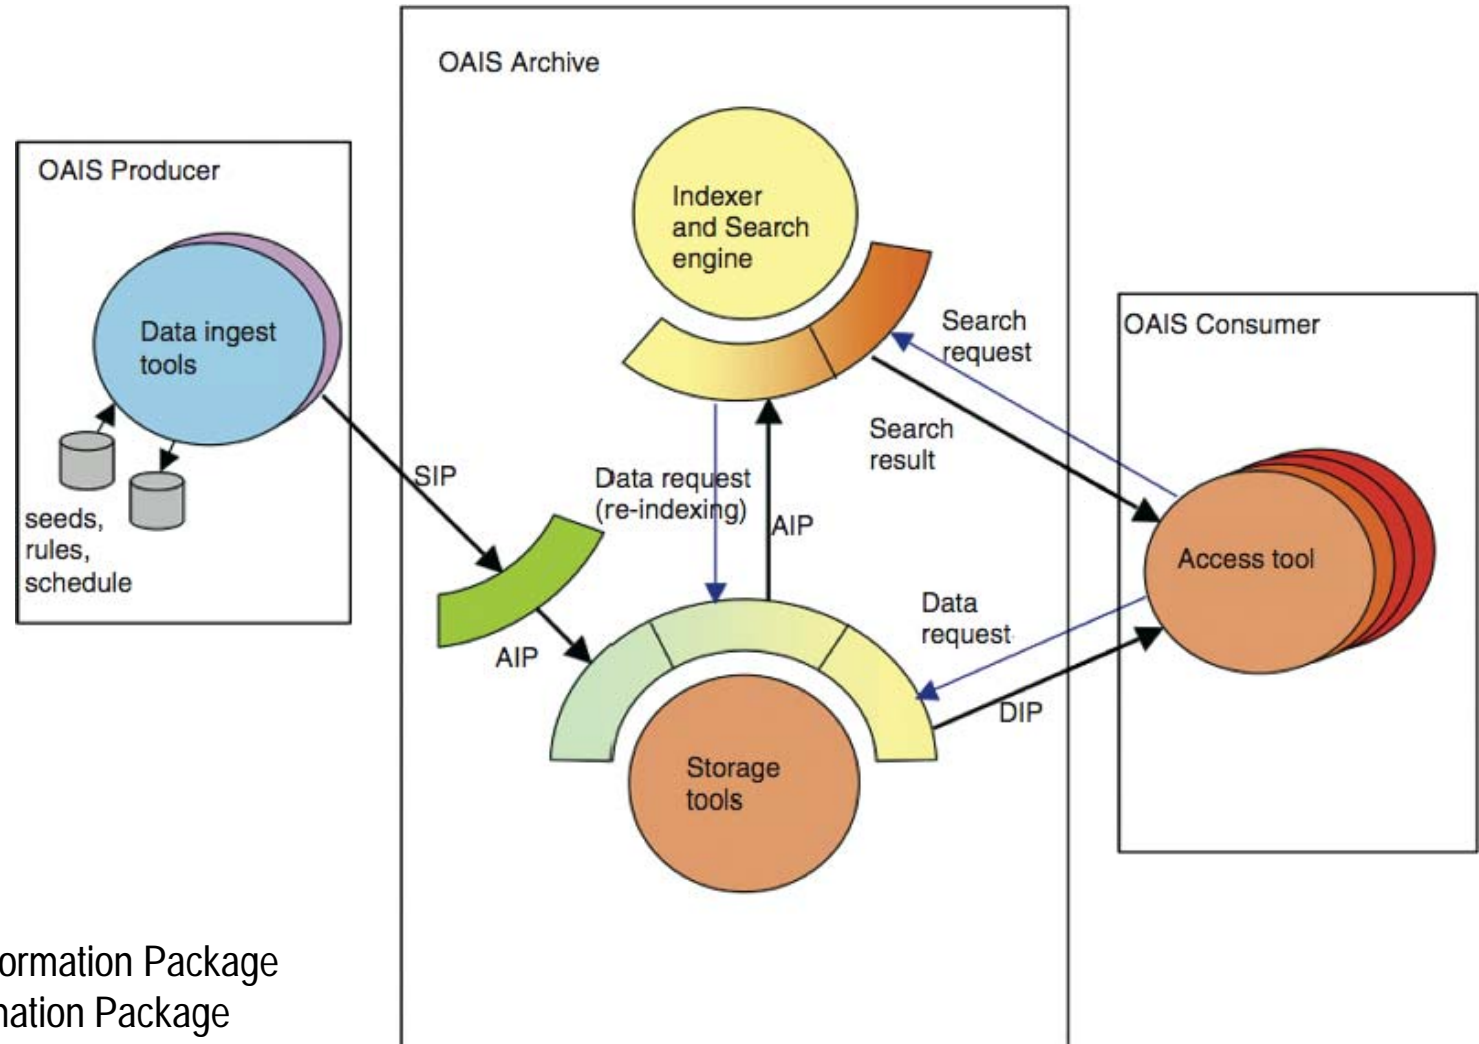 OAIS Archive
OAIS Producer
Indexer
and Search
engine
Data ingest
tools
Search
request
OAIS Consumer
Search
result
SIP
Data request
(re-indexing)
AIP
seeds,
rules,
schedule
Access tool
Data
request
AIP
DIP
Storage
tools
ormation Package
nation Package